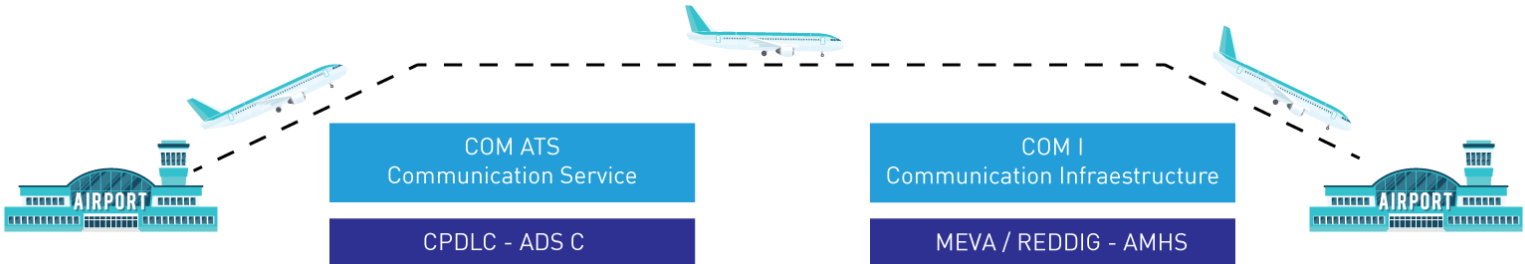 COM ATS
Communication Service
COM I
Communication Infraestructure
AIRPORT
AIRPORT
CPDLC - ADS C
MEVA / REDDIG - AMHS